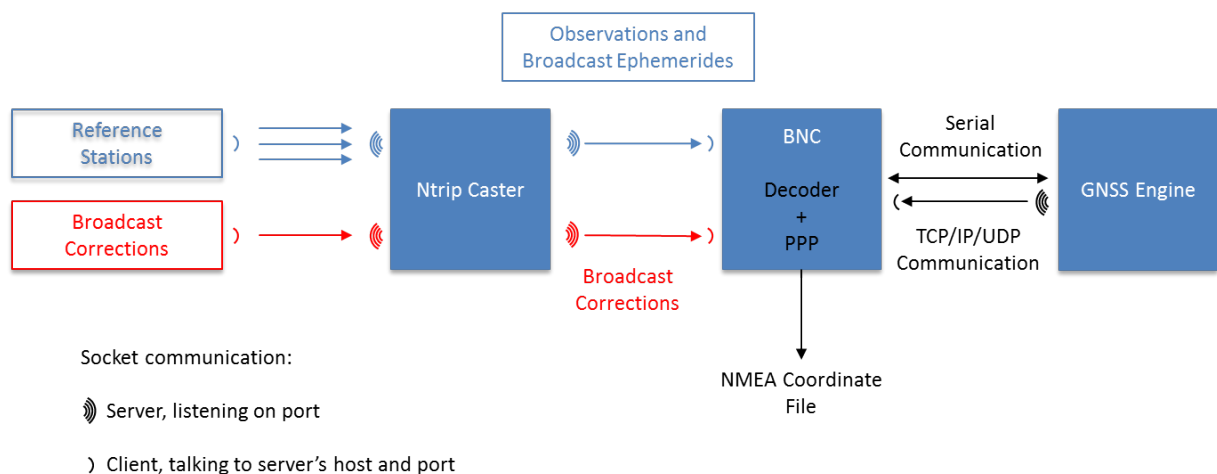 Observations and
Broadcast Ephemerides
Reference
Stations
Ntrip Caster
BNC
Decoder
+
PPP
Serial
Communication
GNSS Engine
Broadcast
Corrections
TCP/IP/UDP
Communication
Broadcast
Corrections
NMEA Coordinate
File
Socket communication:
Server, listening on port
Client, talking to server's host and port